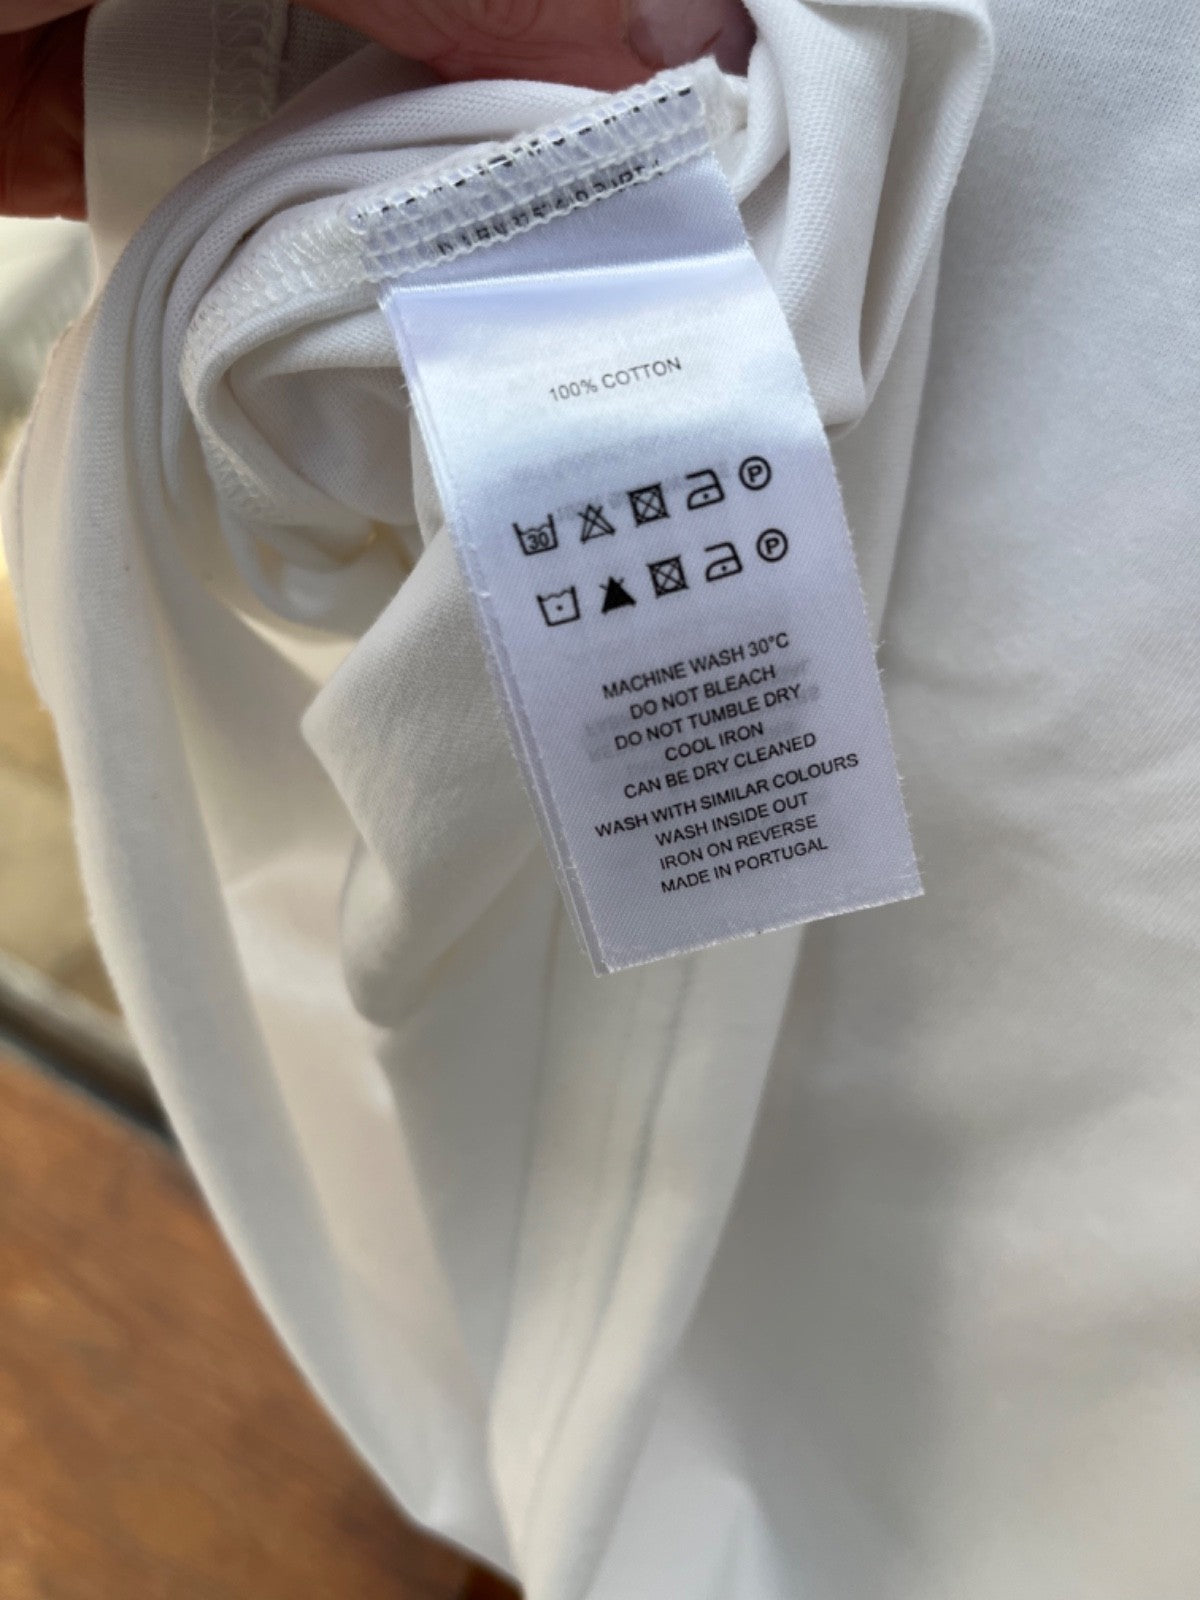 100% COTTON
30 P
P
MACHINE WASH 30°C
DO NOT BLEACH
DO NOT TUMBLE DRY
COOL IRON
CAN BE DRY CLEANED
WASH WITH SIMILAR COLOURS
WASH INSIDE OUT
IRON ON REVERSE
MADE IN PORTUGAL